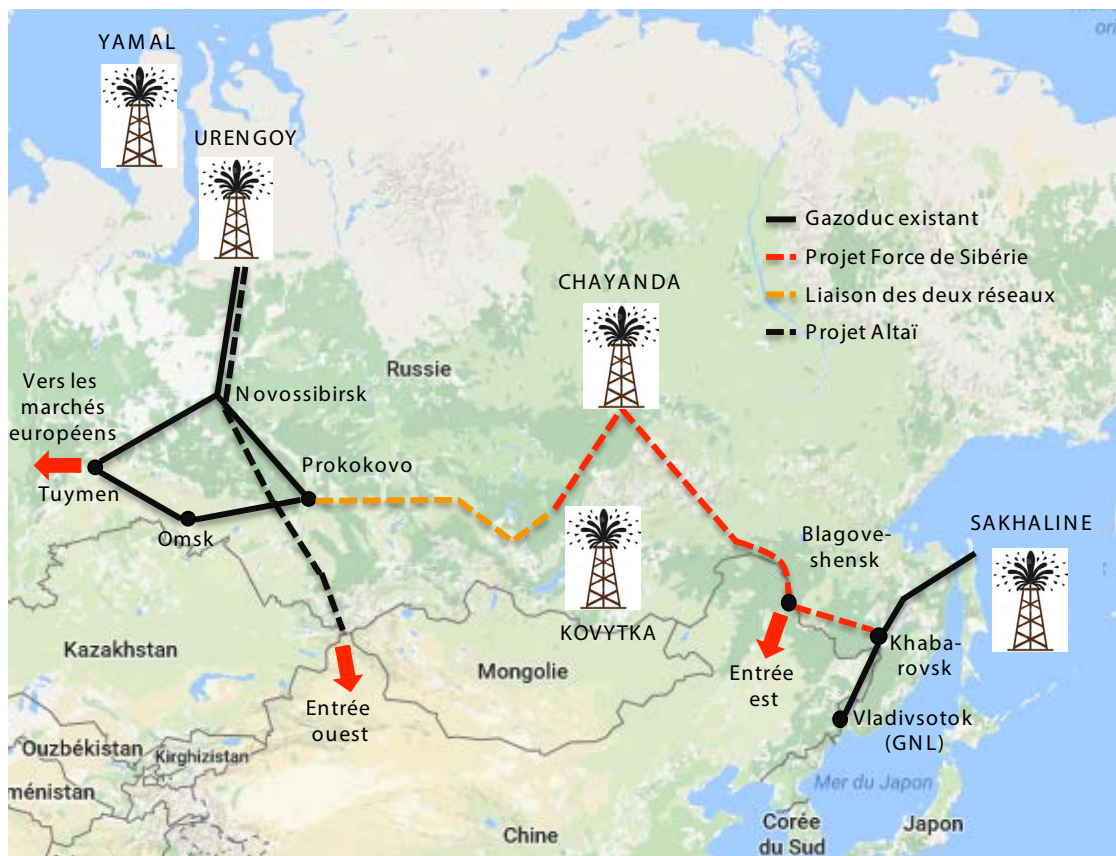 YAMAL
URENGOY
Gazoduc existant
Projet Force de Sibérie
Liaison des deux réseaux
Projet Altaï
CHAYANDA
Russie
Vers les
marchés
européens
Novossibirsk
Tuymen
Prokokovo
Omsk
Blagove-
shensk
SAKHALINE
KOVYTKA
Kazakhstan
Mongolie
Entrée
ouest
Entrée
est
Khaba-
rovsk
Vladivsotok
(GNL)
Ouzbékistan
Kirghizistan
ménistan
Mer du Japon
Chine
Corée
du Sud
Japon